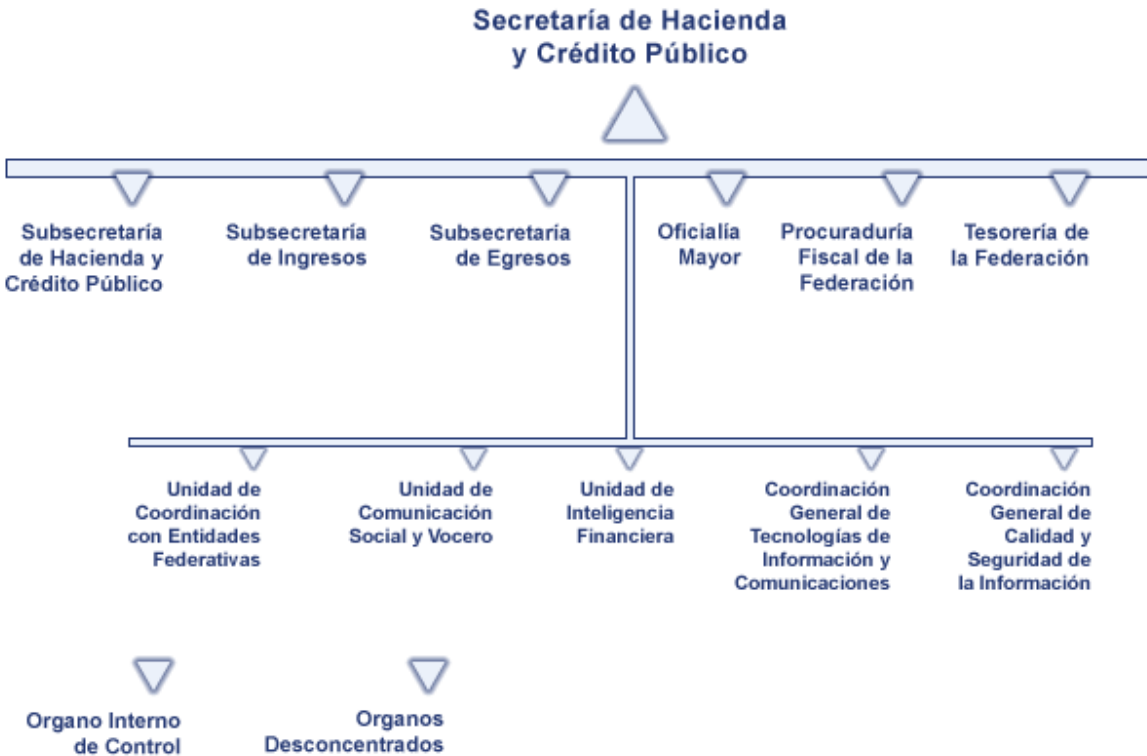 Secretaría de Hacienda
y Crédito Público
Subsecretaría
de Hacienda y
Crédito Público
Subsecretaría
de Ingresos
Subsecretaría
de Egresos
Oficialía
Mayor
Procuraduría
Fiscal de la
Federación
Tesorería de
la Federación
Unidad de
Coordinación
con Entidades
Federativas
Unidad de
Comunicación
Social y Vocero
Unidad de
Inteligencia
Financiera
Coordinación
General de
Tecnologías de
Información y
Comunicaciones
Coordinación
General de
Calidad y
Seguridad de
la Información
Organo Interno
de Control
Organos
Desconcentrados